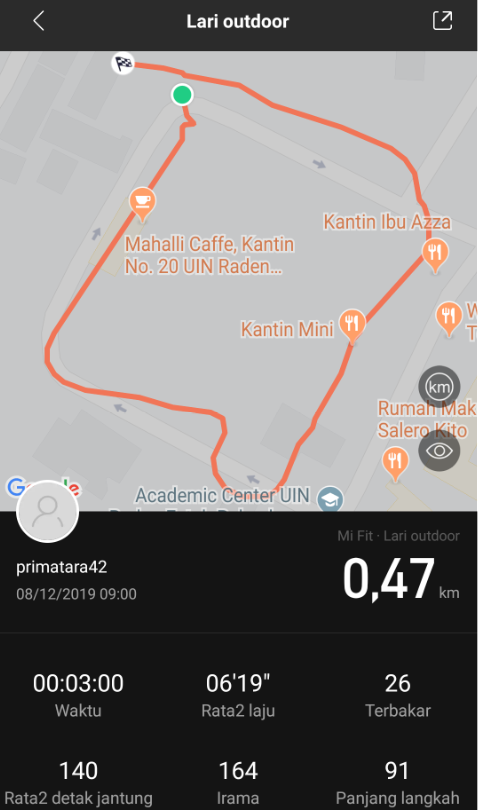 Lari outdoor
Kantin Ibu Azza
Mahalli Caffe, Kantin
No. 20 UIN Raden...
Kantin Mini
W
T
km
Rumah Mak
Salero Kito
Academic Center UIN
primatara42
08/12/2019 09:00
Mi Fit · Lari outdoor
0,47 km
00:03:00
Waktu
06'19"
Rata2 laju
26
Terbakar
140
Rata2 detak jantung
164
Irama
91
Panjang langkah